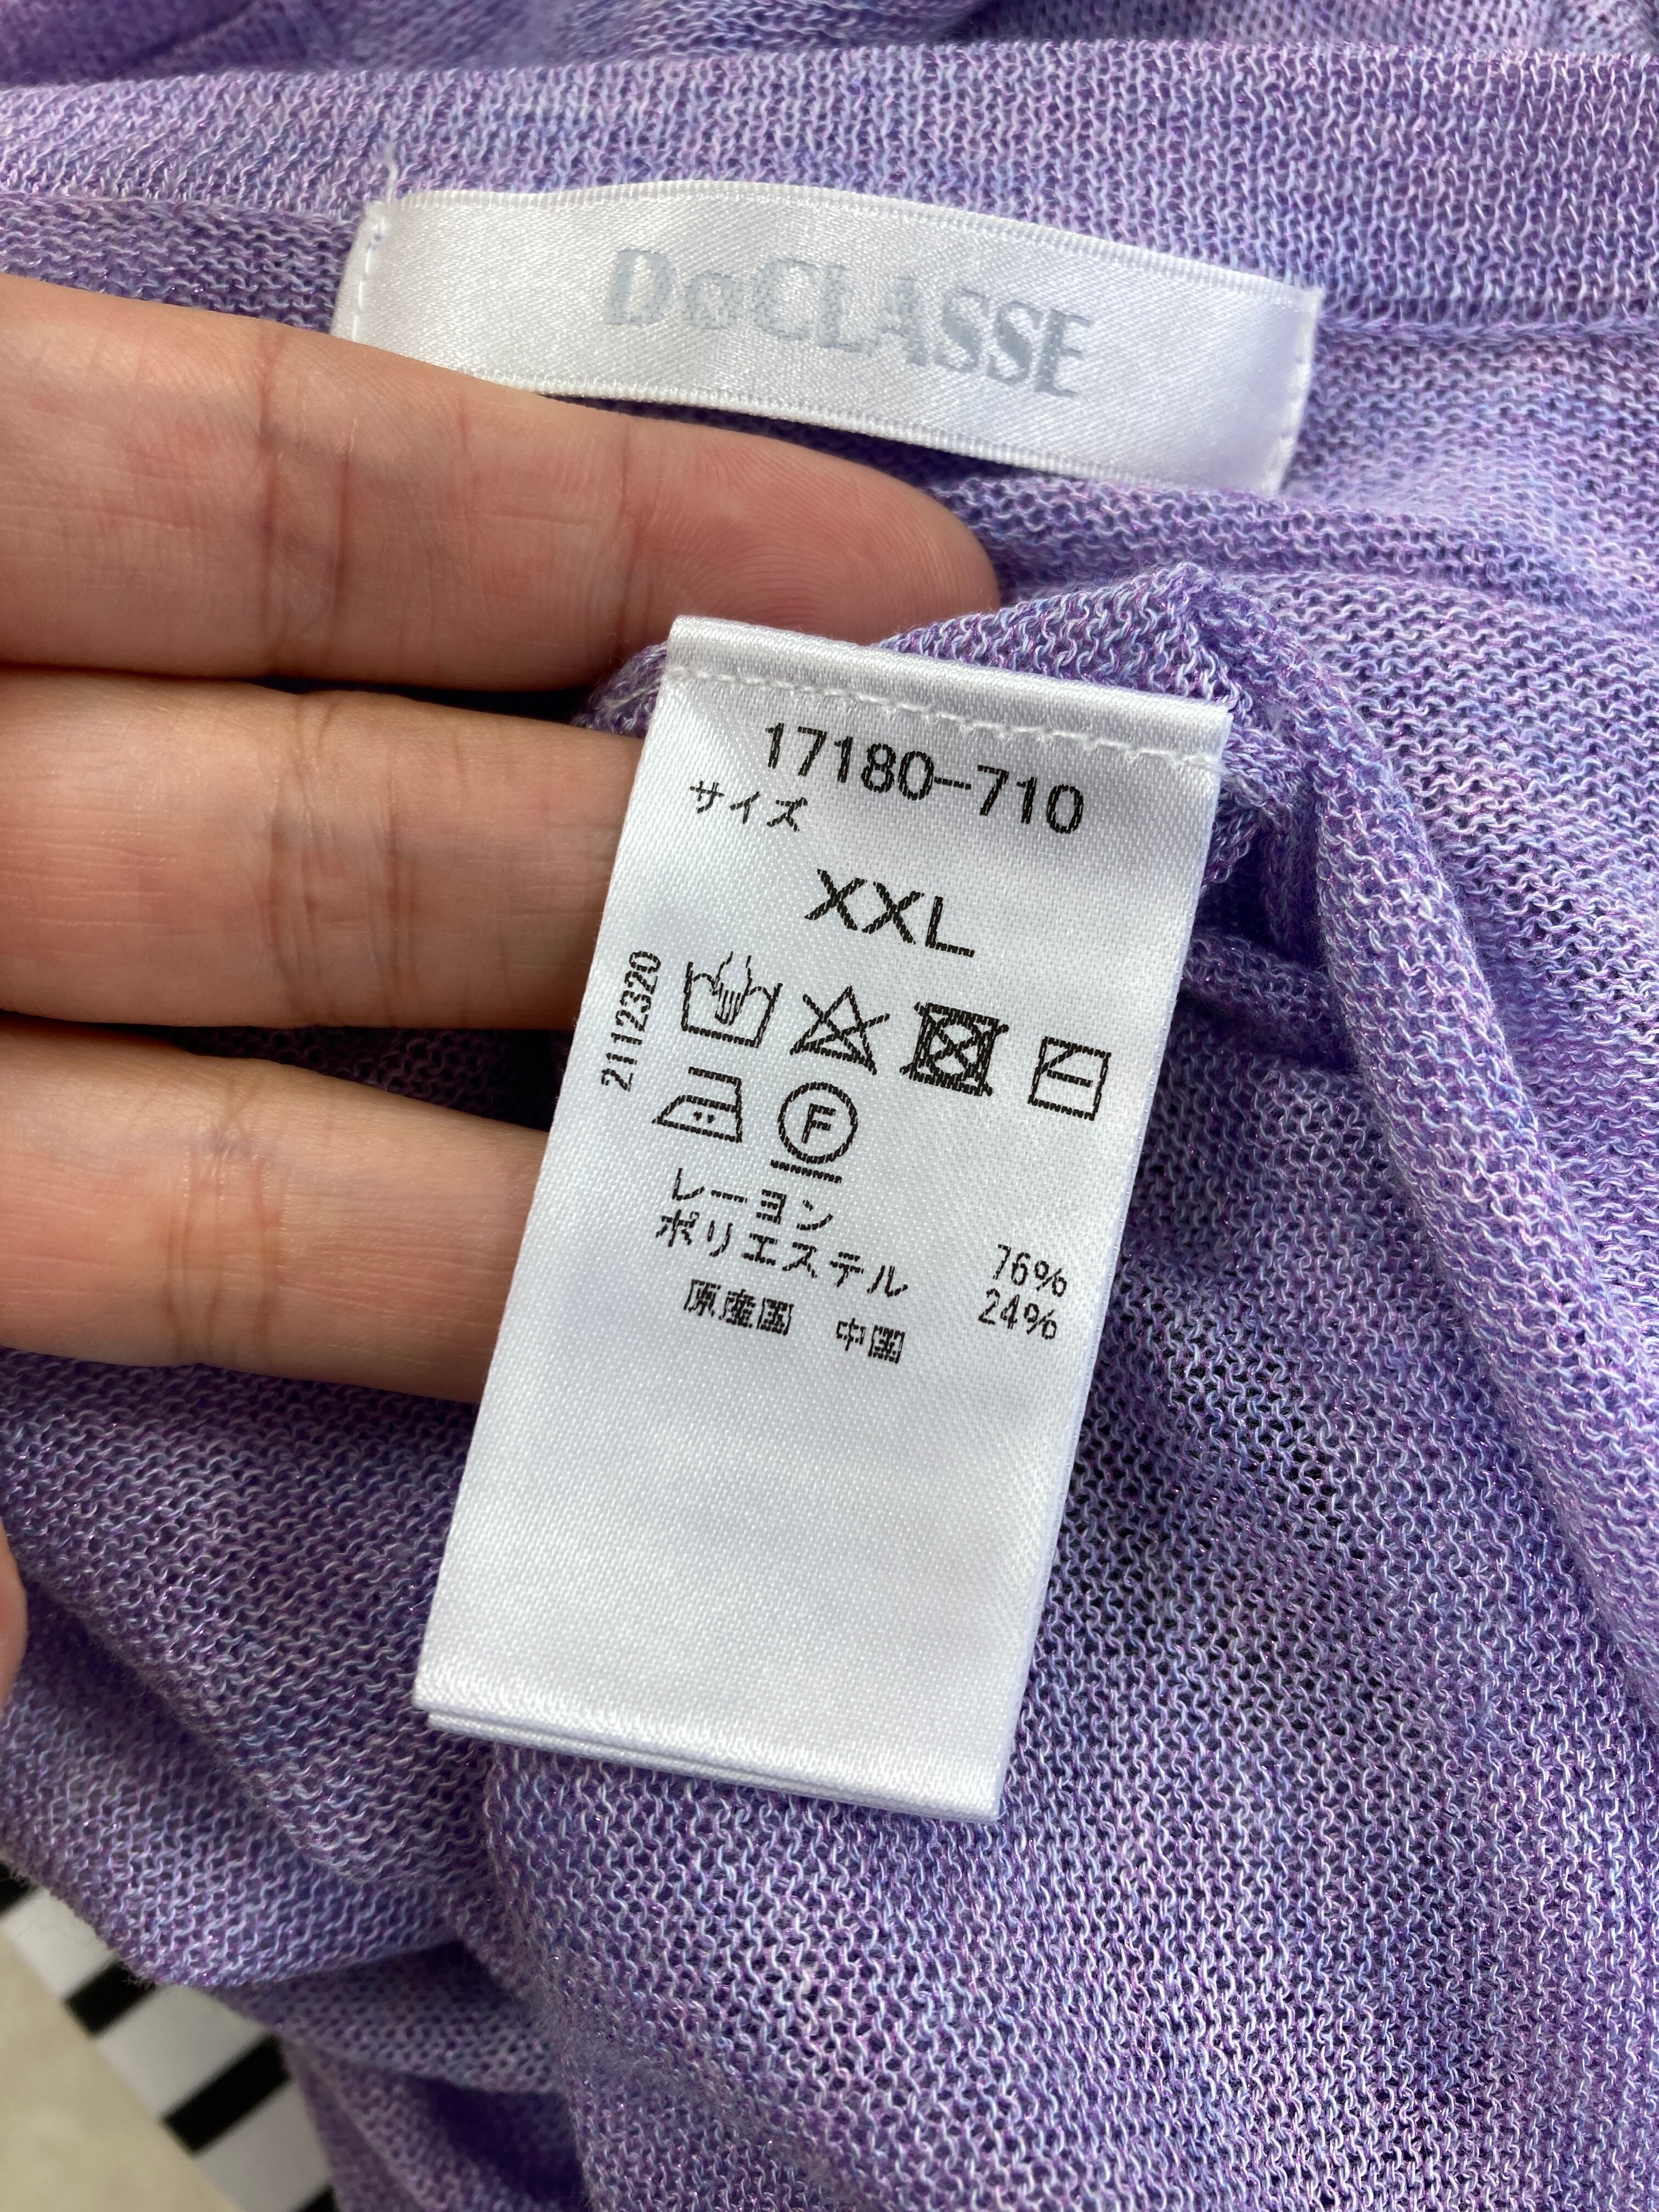 DoCLASSE
17180-710
サイズ
XXL
2112320
F
レーヨン 76%
ポリエステル 24%
原産国 中国